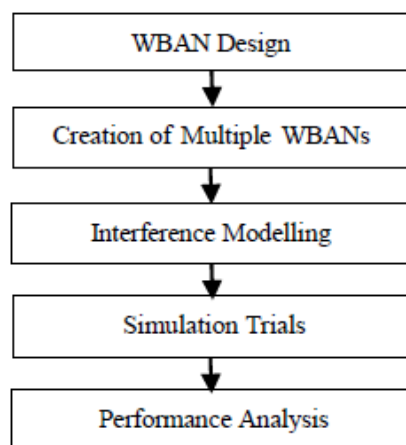 WBAN Design
Creation of Multiple WBANs
Interference Modelling
Simulation Trials
Performance Analysis